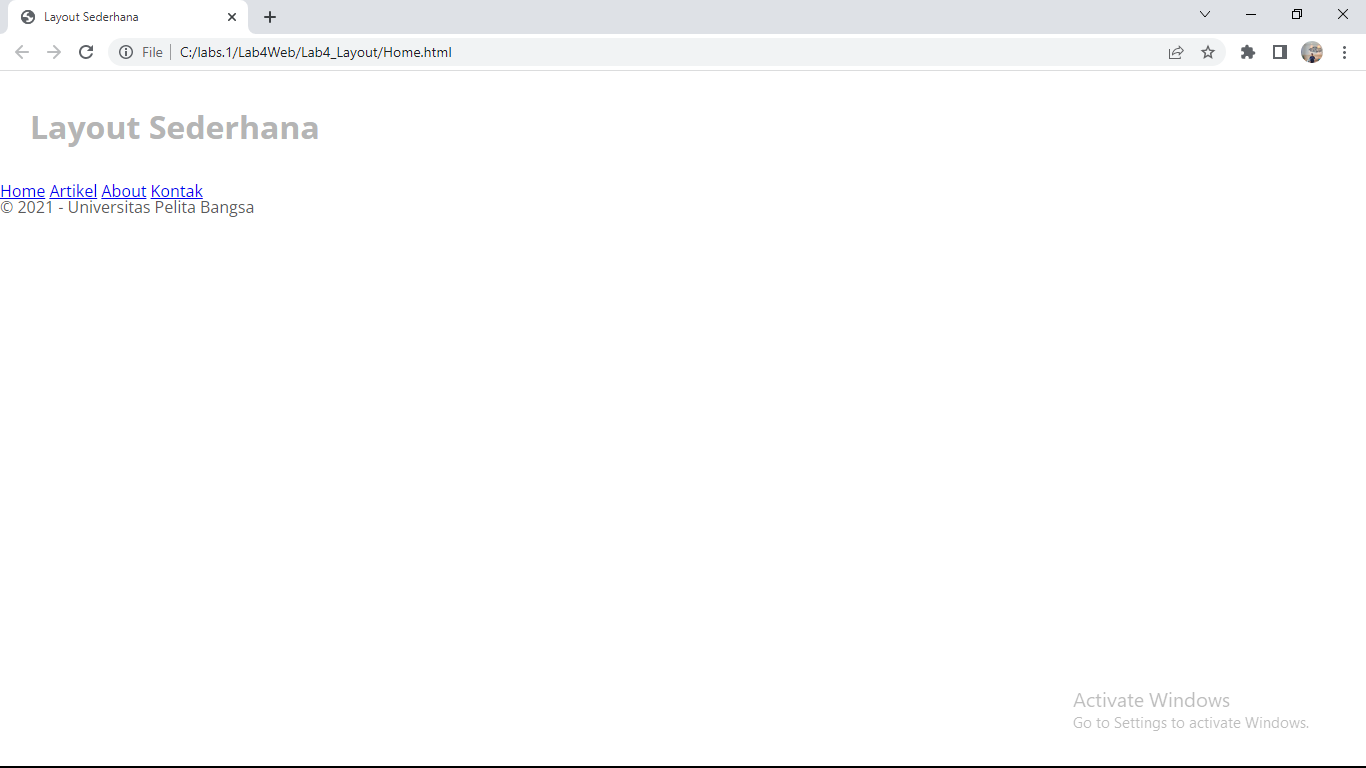 Layout Sederhana
File C:/labs.1/Lab4Web/Lab4_Layout/Home.html
Layout Sederhana
Home Artikel About Kontak
© 2021 - Universitas Pelita Bangsa
Activate Windows
Go to Settings to activate Windows.